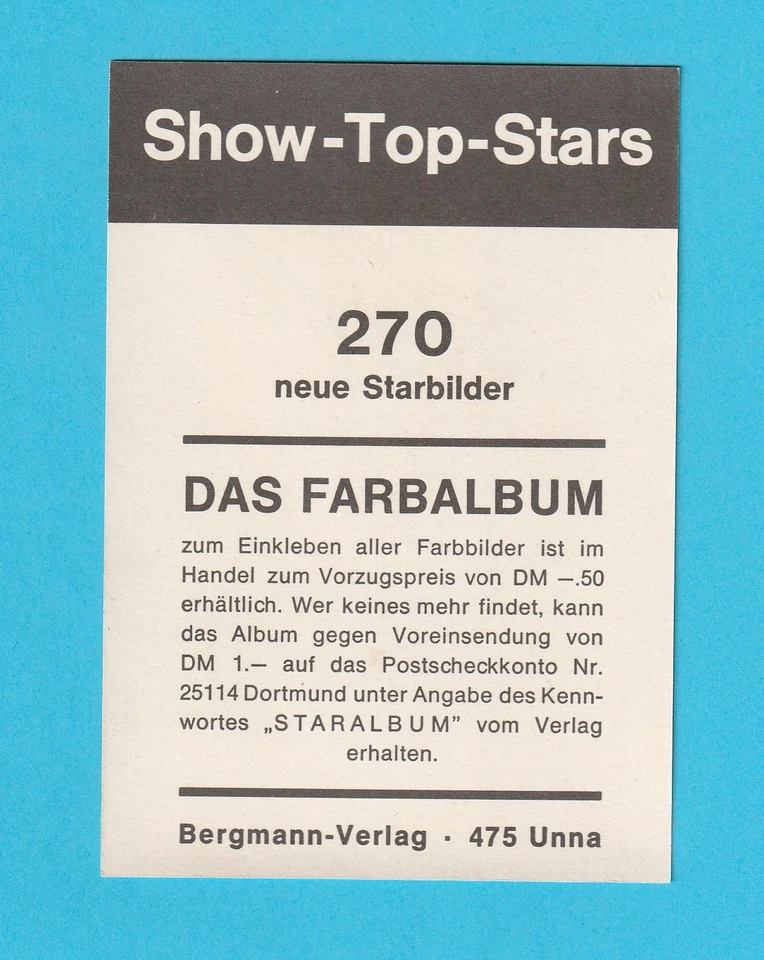 Show-Top-Stars
270
neue Starbilder
DAS FARBALBUM
zum Einkleben aller Farbbilder ist im
Handel zum Vorzugspreis von DM —.50
erhältlich. Wer keines mehr findet, kann
das Album gegen Voreinsendung von
DM 1.— auf das Postscheckkonto Nr.
25114 Dortmund unter Angabe des Kenn-
wortes „STARALBUM” vom Verlag
erhalten.
Bergmann-Verlag · 475 Unna